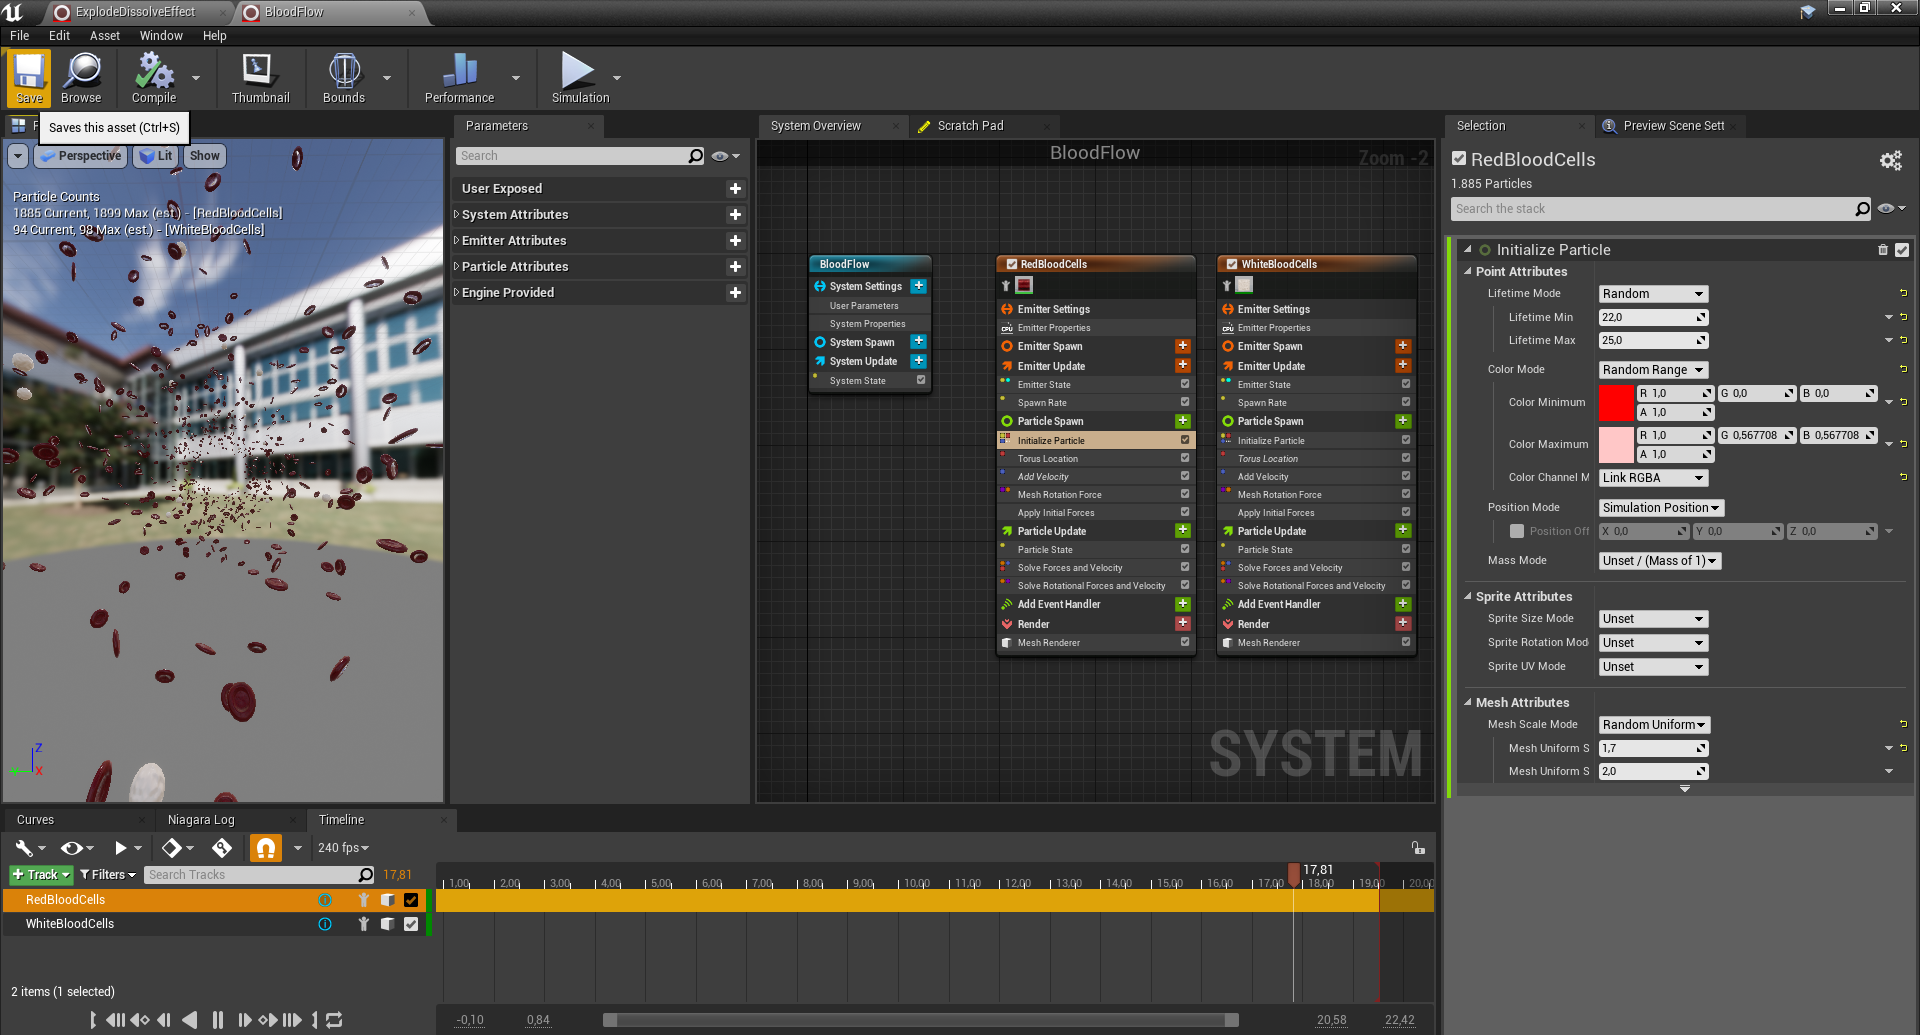 ExplodeDissolveEffect
BloodFlow
File Edit Asset Window Help
Save Browse Compile Thumbnail Bounds Performance Simulation
Saves this asset (Ctrl+S)
Perspective Lit Show
Particle Counts
1885 Current, 1899 Max (est.) - [RedBloodCells]
94 Current, 98 Max (est.) - [WhiteBloodCells]
Z
Y
X
Parameters
Search
User Exposed
System Attributes
Emitter Attributes
Particle Attributes
Engine Provided
System Overview
Scratch Pad
BloodFlow
Zoom -2
BloodFlow
System Settings
User Parameters
System Properties
System Spawn
System Update
System State
RedBloodCells
Emitter Settings
CPU Emitter Properties
Emitter Spawn
Emitter Update
Emitter State
Spawn Rate
Particle Spawn
Initialize Particle
Torus Location
Add Velocity
Mesh Rotation Force
Apply Initial Forces
Particle Update
Particle State
Solve Forces and Velocity
Solve Rotational Forces and Velocity
Add Event Handler
Render
Mesh Renderer
WhiteBloodCells
Emitter Settings
CPU Emitter Properties
Emitter Spawn
Emitter Update
Emitter State
Spawn Rate
Particle Spawn
Initialize Particle
Torus Location
Add Velocity
Mesh Rotation Force
Apply Initial Forces
Particle Update
Particle State
Solve Forces and Velocity
Solve Rotational Forces and Velocity
Add Event Handler
Render
Mesh Renderer
SYSTEM
Selection
Preview Scene Sett
RedBloodCells
1.885 Particles
Search the stack
Initialize Particle
Point Attributes
Lifetime Mode Random
Lifetime Min 22,0
Lifetime Max 25,0
Color Mode Random Range
Color Minimum R 1,0 G 0,0 B 0,0
A 1,0
Color Maximum R 1,0 G 0,567708 B 0,567708
A 1,0
Color Channel M Link RGBA
Position Mode Simulation Position
Position Off X 0,0 Y 0,0 Z 0,0
Mass Mode Unset / (Mass of 1)
Sprite Attributes
Sprite Size Mode Unset
Sprite Rotation Mod Unset
Sprite UV Mode Unset
Mesh Attributes
Mesh Scale Mode Random Uniform
Mesh Uniform S 1,7
Mesh Uniform S 2,0
Curves
Niagara Log
Timeline
240 fps
Track Filters Search Tracks 17,81
17,81
1,00 2,00 3,00 4,00 5,00 6,00 7,00 8,00 9,00 10,00 11,00 12,00 13,00 14,00 15,00 16,00 17,00 18,00 19,00 20,00
RedBloodCells
WhiteBloodCells
2 items (1 selected)
-0,10 0,84 20,58 22,42